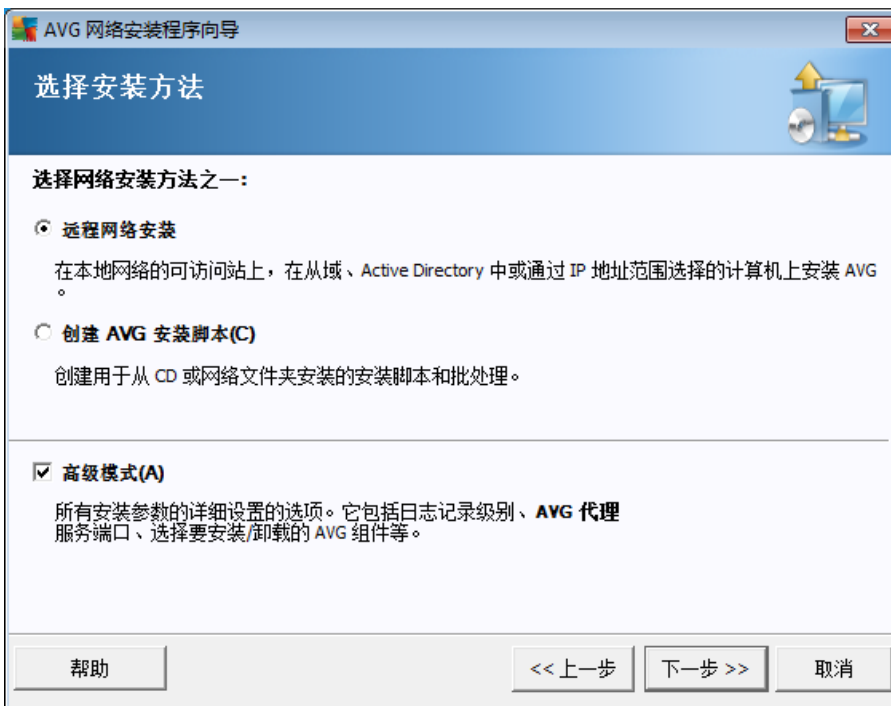 AVG 网络安装程序向导
选择安装方法
选择网络安装方法之一:
远程网络安装
在本地网络的可访问站上，在从域、Active Directory 中或通过 IP 地址范围选择的计算机上安装 AVG
。
创建 AVG 安装脚本(C)
创建用于从 CD 或网络文件夹安装的安装脚本和批处理。
高级模式(A)
所有安装参数的详细设置的选项。它包括日志记录级别、AVG 代理
服务端口、选择要安装/卸载的 AVG 组件等。
帮助
<< 上一步
下一步 >>
取消